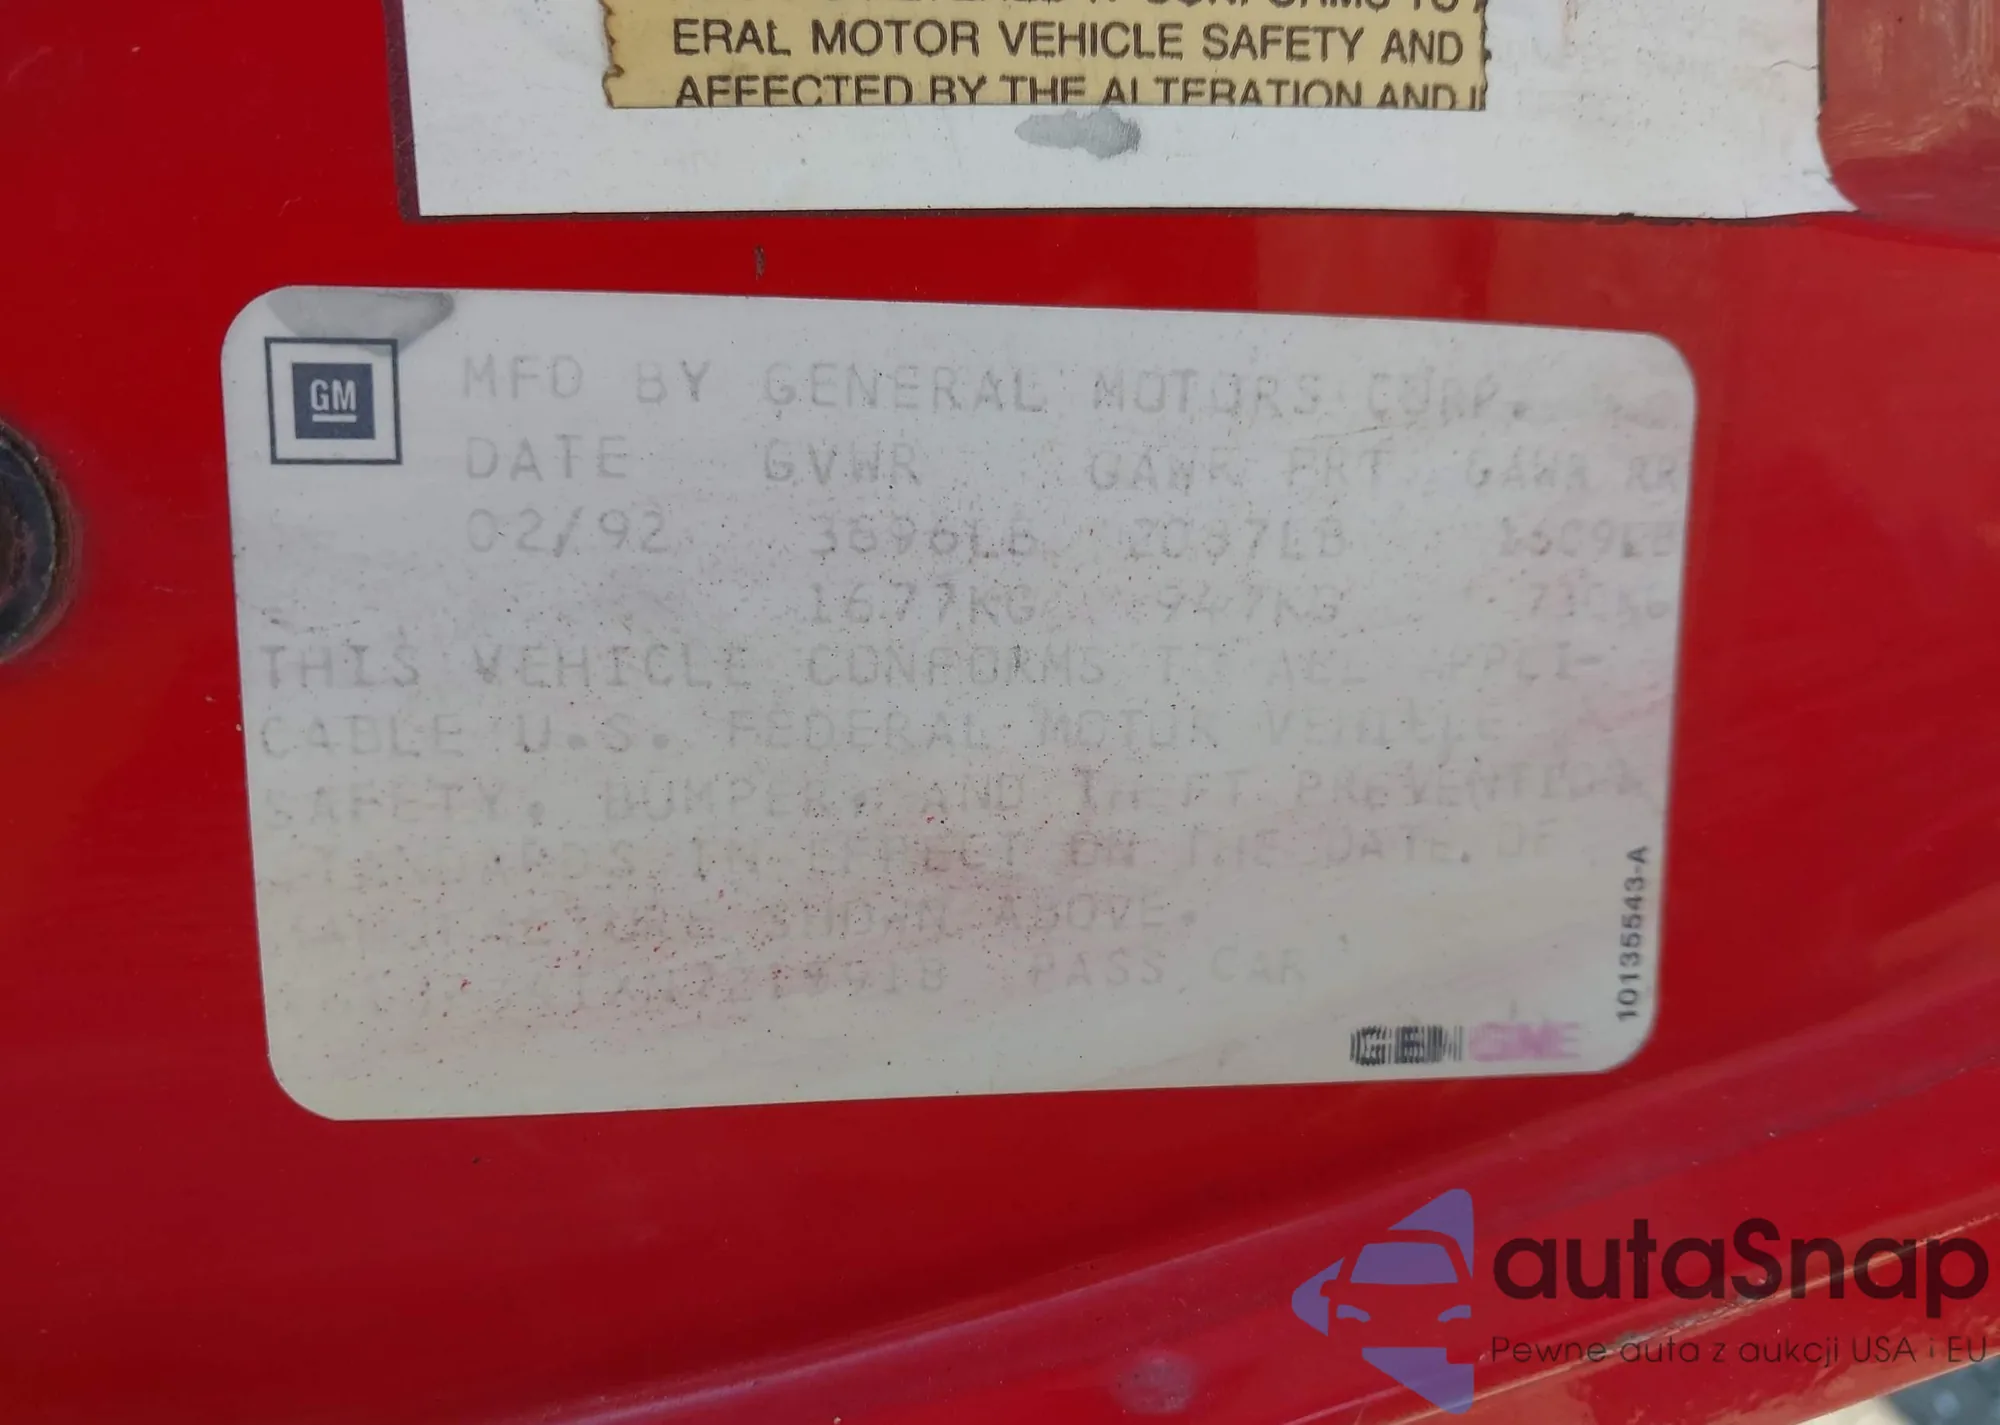 ERAL MOTOR VEHICLE SAFETY AND
AFFECTED BY THE ALTERATION AND
GM
MFD BY GENERAL MOTORS CORP.
DATE GVWR GAWR FRT GAWR RR
02/92 3696LB 2087LB 1609LB
1677KG 947KG
THIS VEHICLE CONFORMS TO ALL APPLI-
CABLE U.S. FEDERAL MOTOR VEHICLE
SAFETY, BUMPER, AND THEFT PREVENTION
STANDARDS IN EFFECT ON THE DATE OF
SHOWN ABOVE.
PASS CAR
101355543-A
autaSnap
Pewne auta z aukcji USA i EU